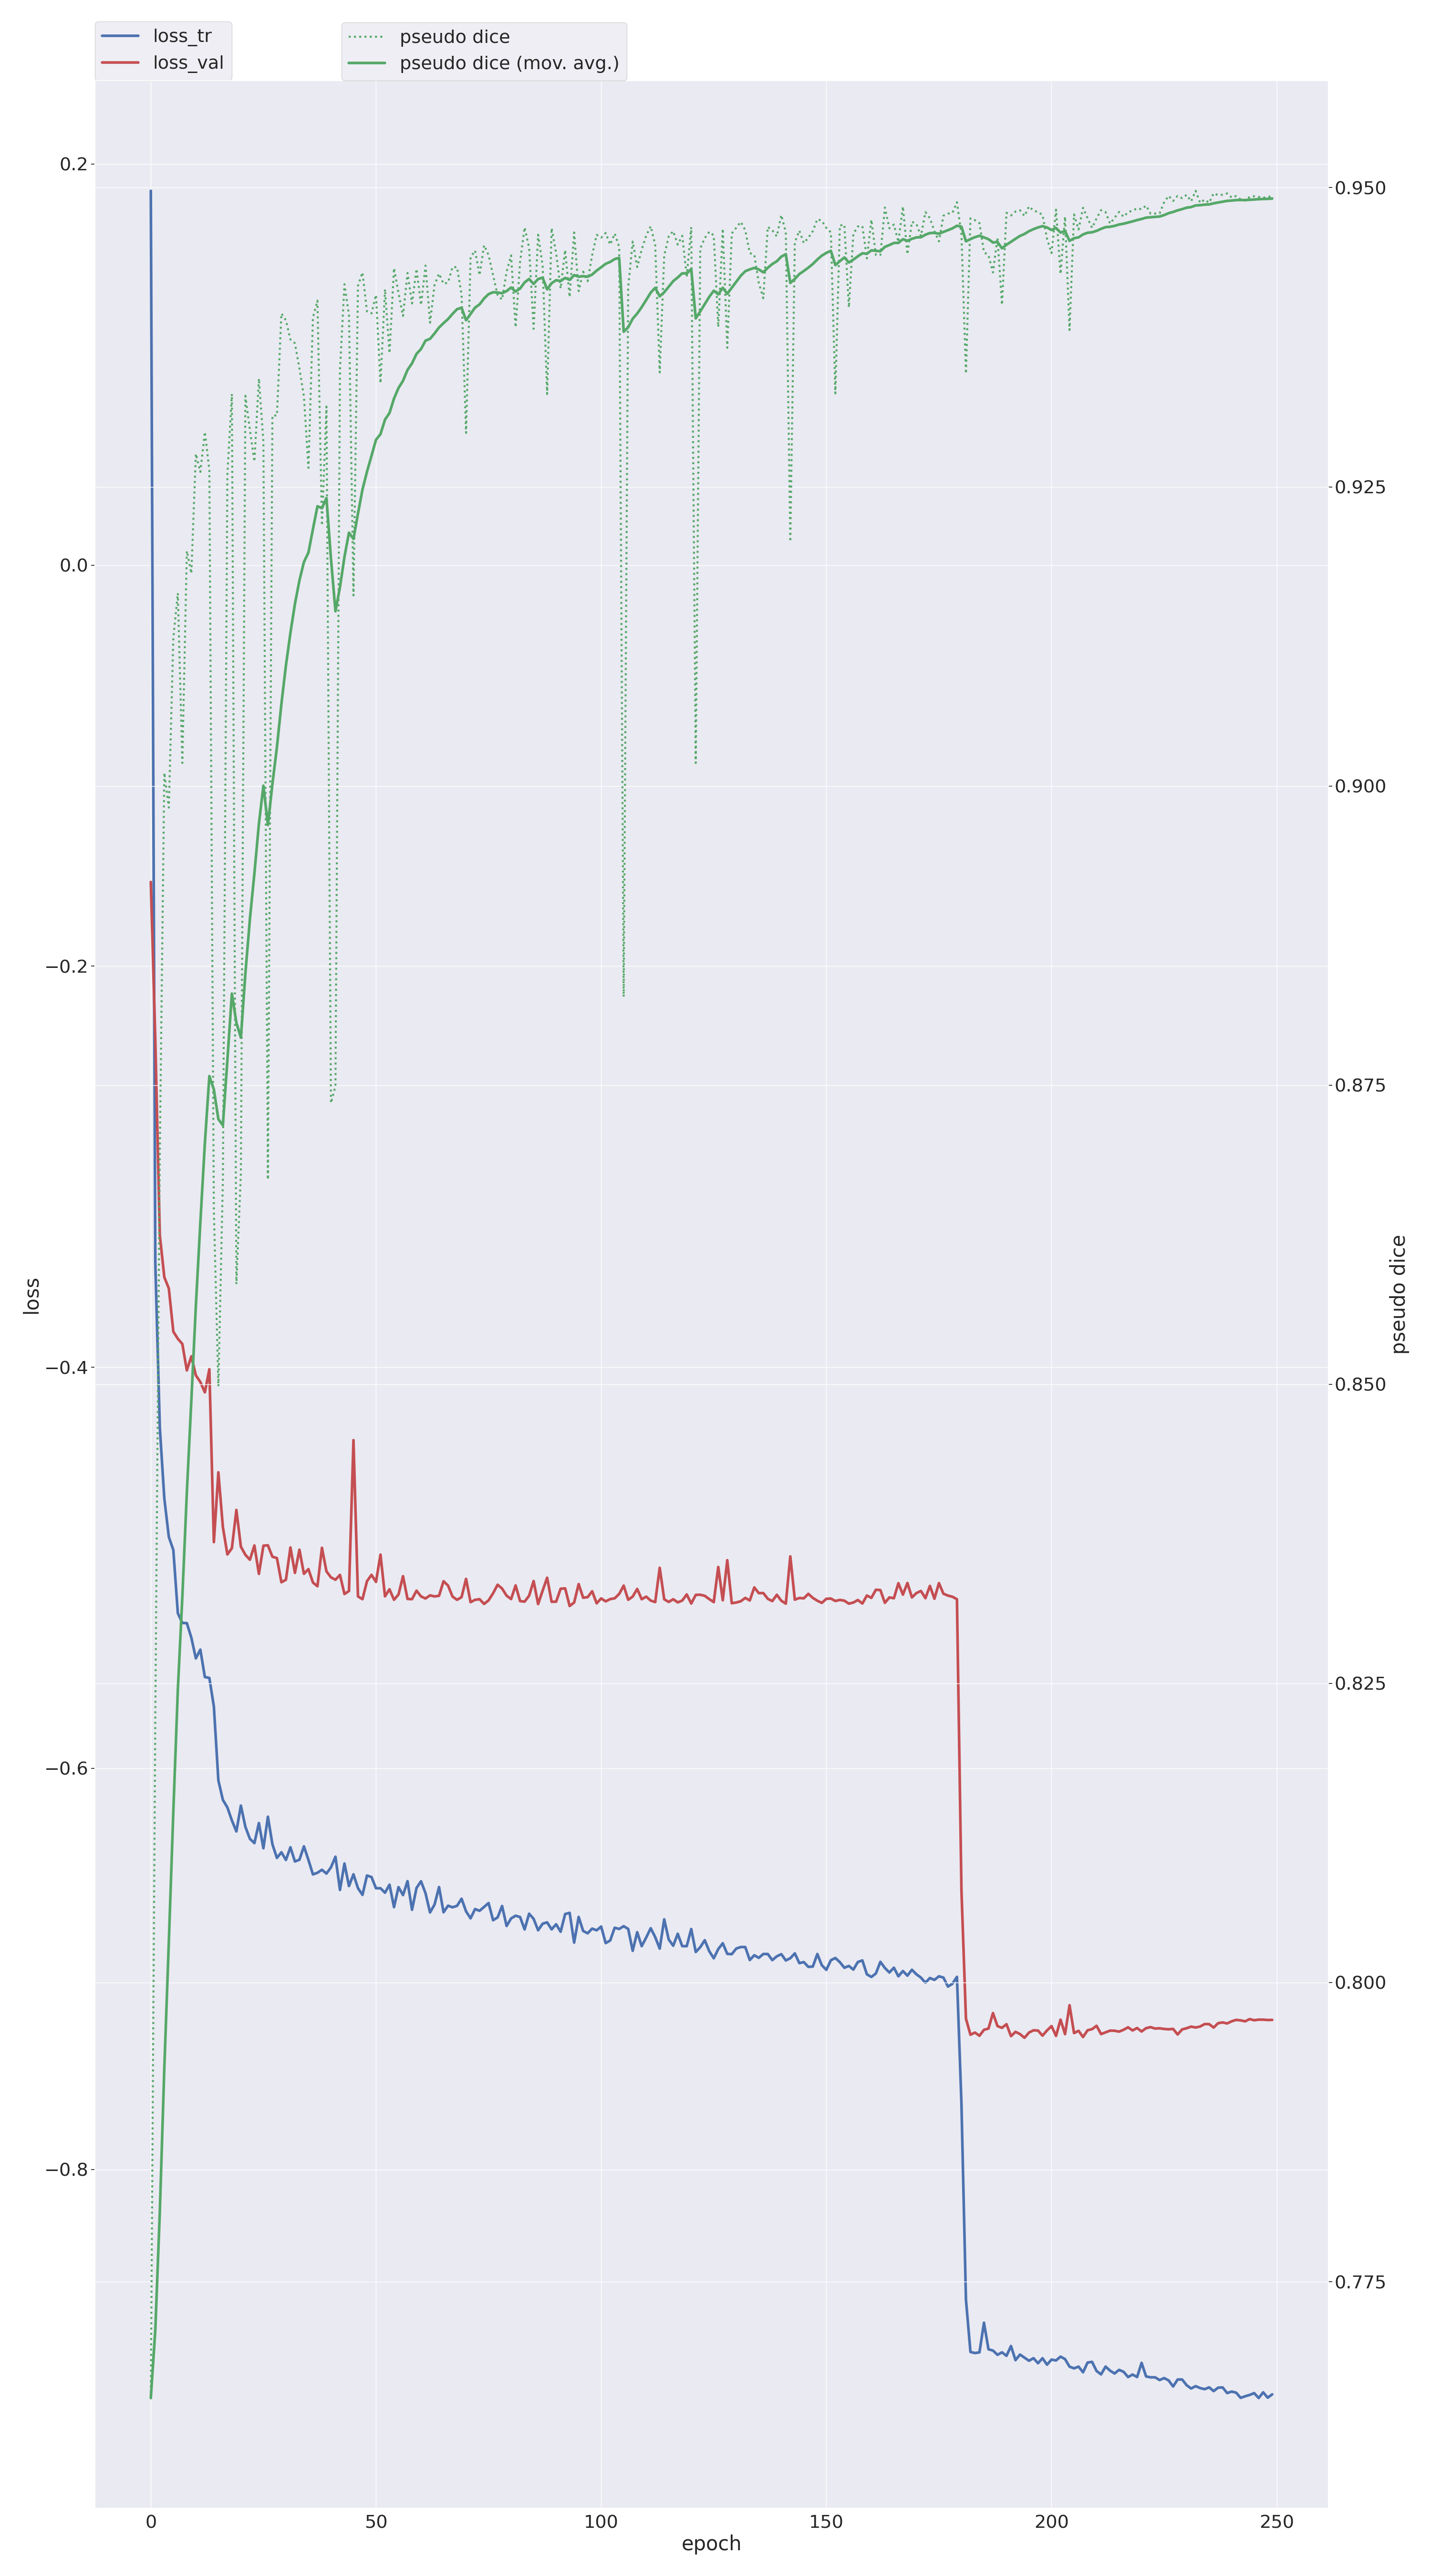 loss_tr
loss_val
pseudo dice
pseudo dice (mov. avg.)
0.2
0.0
−0.2
−0.4
−0.6
−0.8
loss
0.950
0.925
0.900
0.875
0.850
0.825
0.800
0.775
pseudo dice
0 50 100 150 200 250
epoch